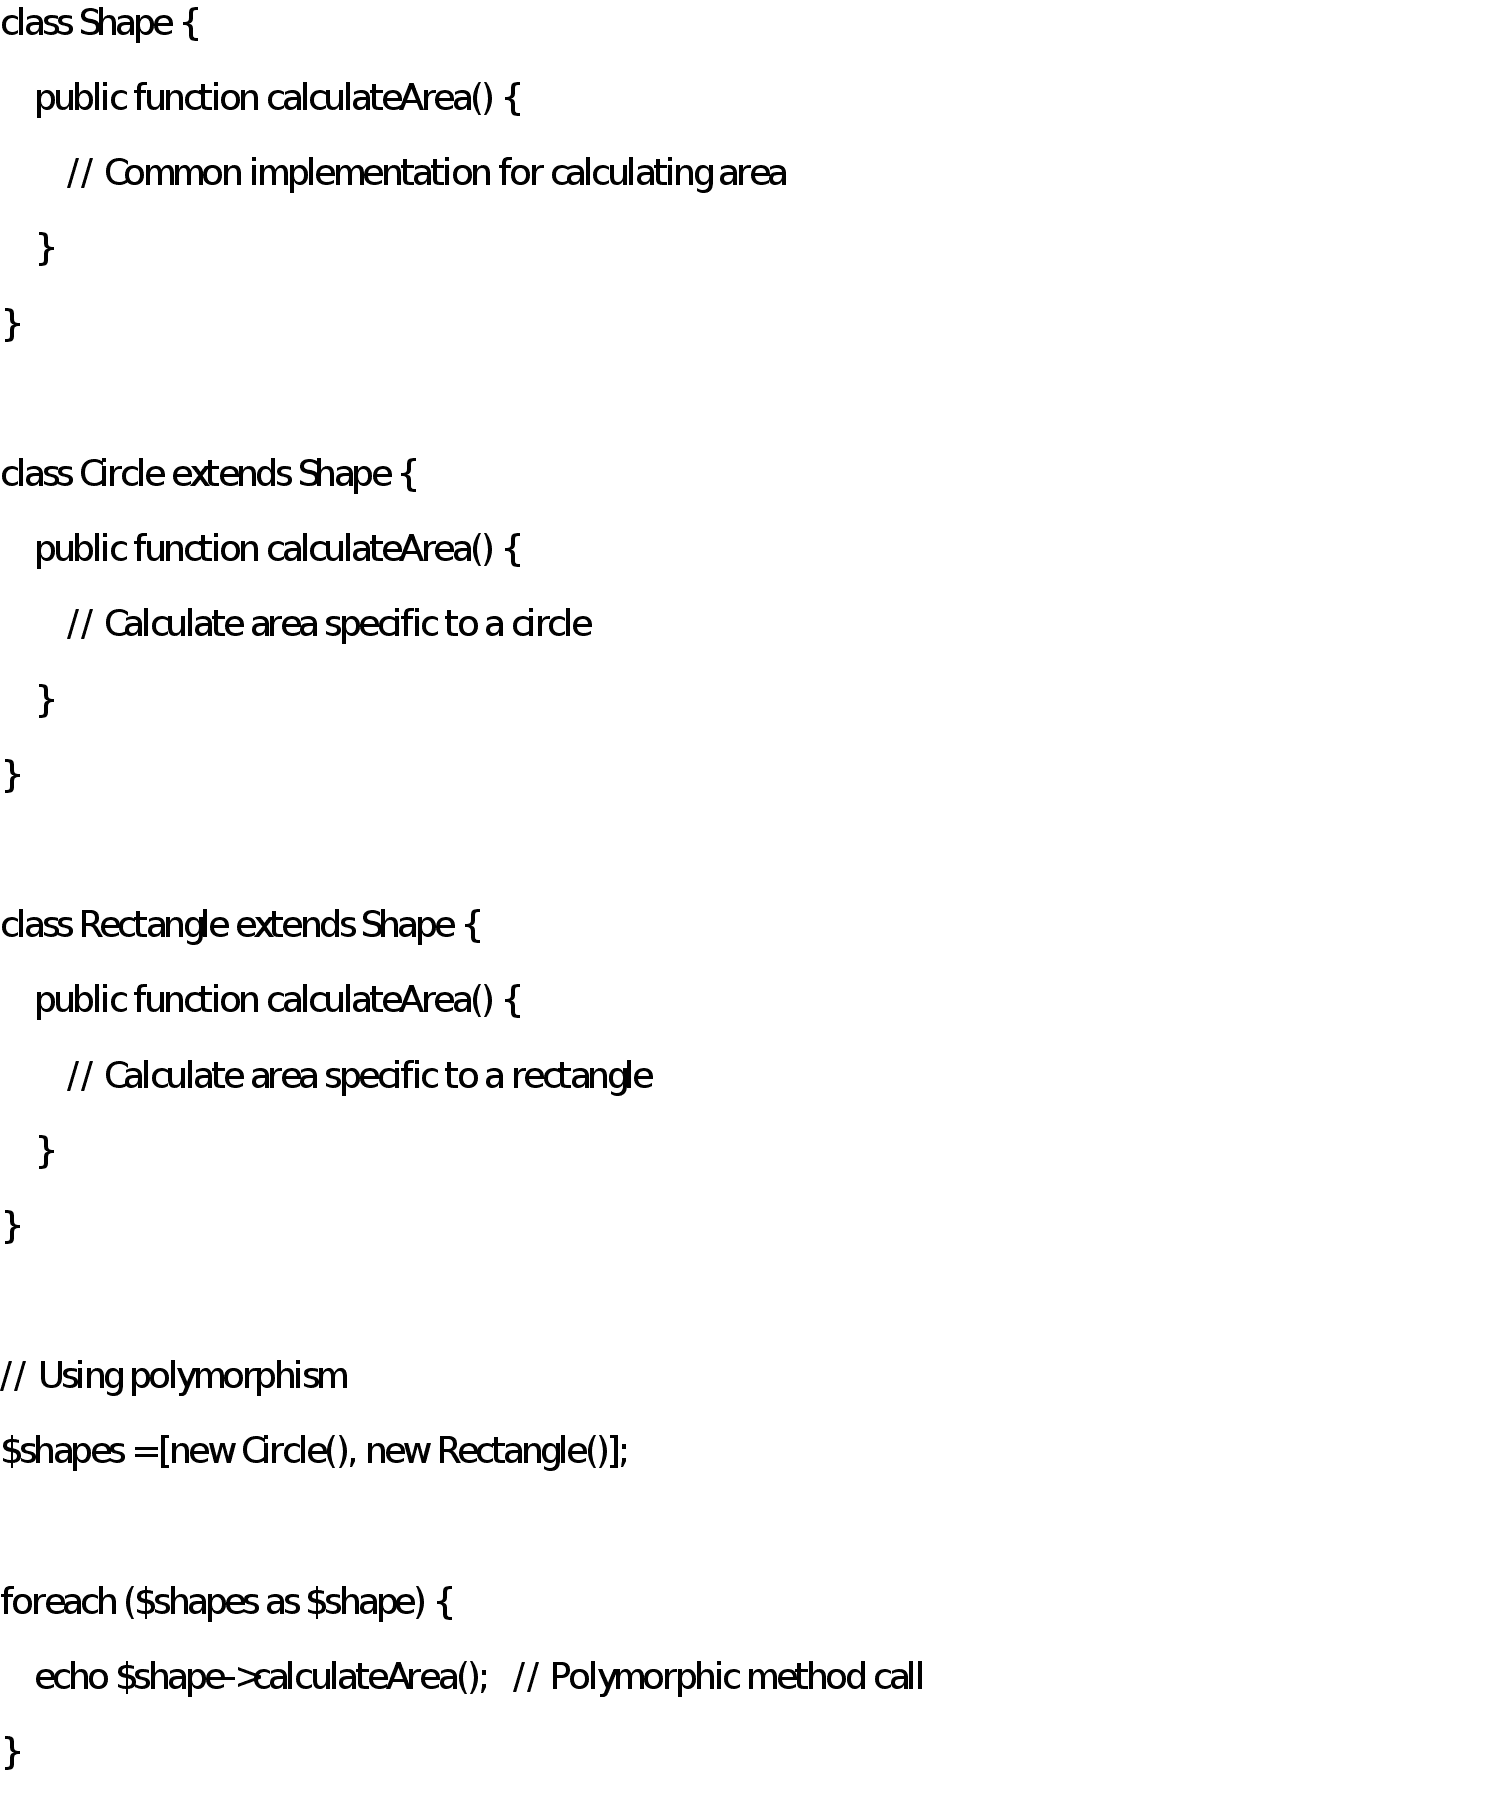 class Shape {
    public function calculateArea() {
        // Common implementation for calculating area
    }
}

class Circle extends Shape {
    public function calculateArea() {
        // Calculate area specific to a circle
    }
}

class Rectangle extends Shape {
    public function calculateArea() {
        // Calculate area specific to a rectangle
    }
}

// Using polymorphism
$shapes = [new Circle(), new Rectangle()];

foreach ($shapes as $shape) {
    echo $shape->calculateArea();  // Polymorphic method call
}